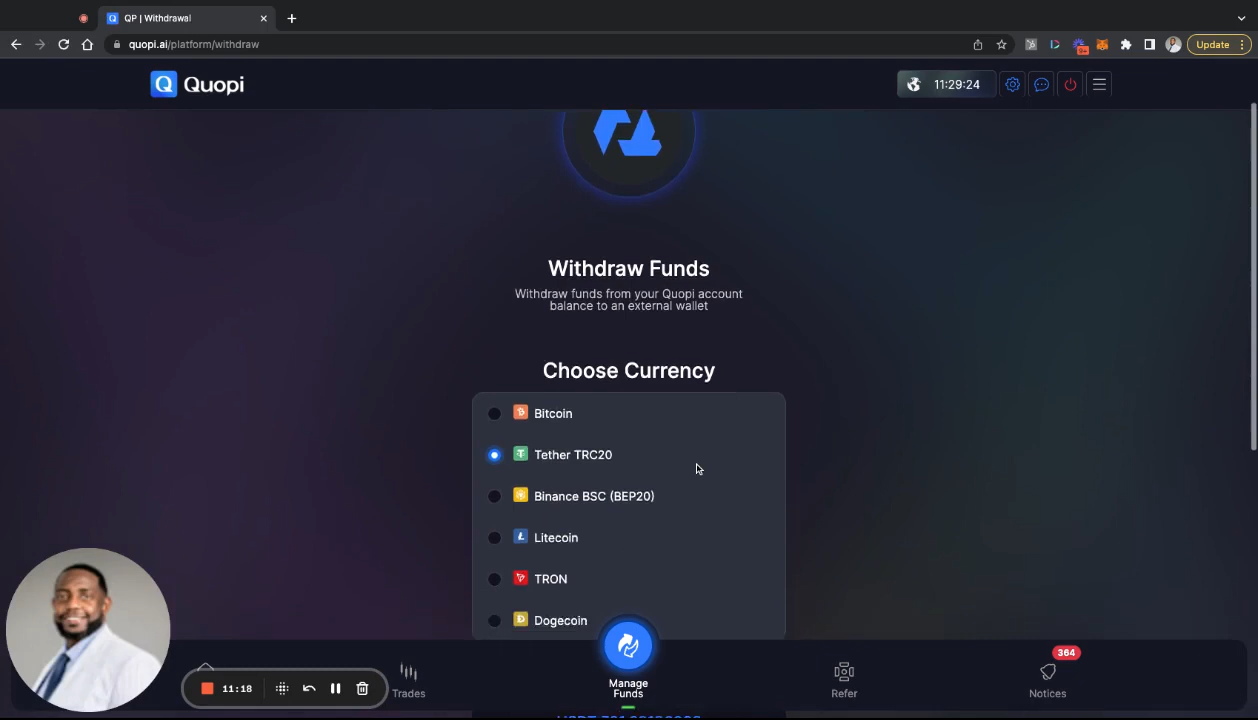 QP | Withdrawal
quopi.ai/platform/withdraw
9+
Update
Quopi
11:29:24
Withdraw Funds
Withdraw funds from your Quopi account
balance to an external wallet
Choose Currency
Bitcoin
Tether TRC20
Binance BSC (BEP20)
Litecoin
TRON
Dogecoin
11:18
Trades
Manage
Funds
Refer
364
Notices